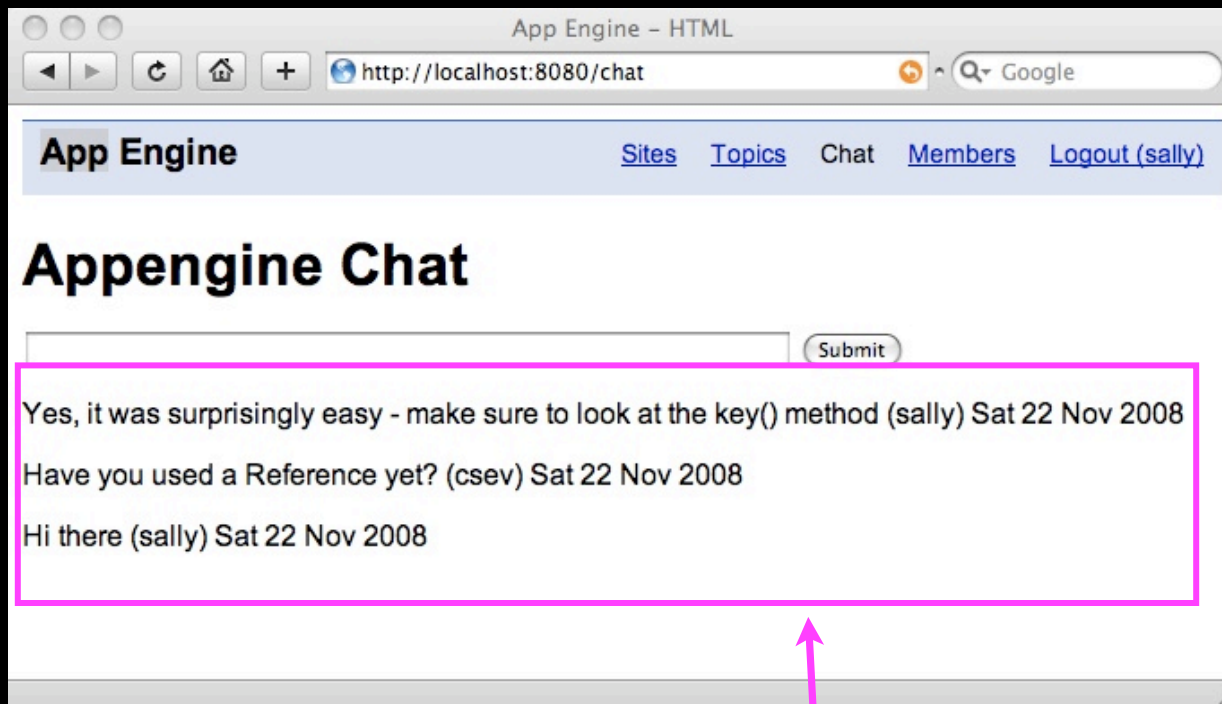 App Engine – HTML
http://localhost:8080/chat
Google
App Engine
Sites Topics Chat Members Logout (sally)
Appengine Chat
Submit
Yes, it was surprisingly easy - make sure to look at the key() method (sally) Sat 22 Nov 2008
Have you used a Reference yet? (csev) Sat 22 Nov 2008
Hi there (sally) Sat 22 Nov 2008